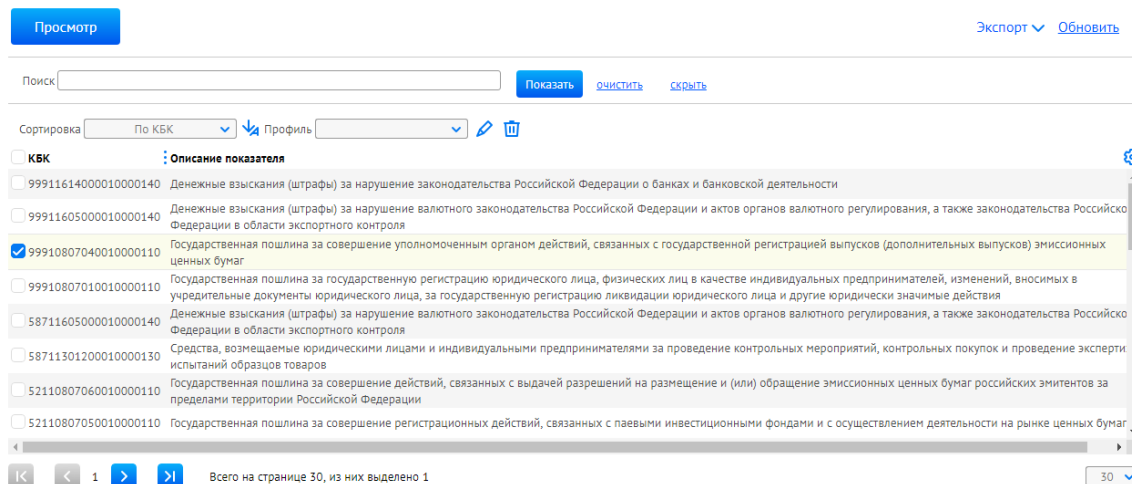 Просмотр
Экспорт Обновить
Поиск Показать очистить скрыть
Сортировка По КБК Профиль
КБК Описание показателя
99911614000010000140 Денежные взыскания (штрафы) за нарушение законодательства Российской Федерации о банках и банковской деятельности
99911605000010000140 Денежные взыскания (штрафы) за нарушение валютного законодательства Российской Федерации и актов органов валютного регулирования, а также законодательства Российско
Федерации в области экспортного контроля
99910807040010000110 Государственная пошлина за совершение уполномоченным органом действий, связанных с государственной регистрацией выпусков (дополнительных выпусков) эмиссионных
ценных бумаг
99910807010010000110 Государственная пошлина за государственную регистрацию юридического лица, физических лиц в качестве индивидуальных предпринимателей, изменений, вносимых в
учредительные документы юридического лица, за государственную регистрацию ликвидации юридического лица и другие юридически значимые действия
58711605000010000140 Денежные взыскания (штрафы) за нарушение валютного законодательства Российской Федерации и актов органов валютного регулирования, а также законодательства Российско
Федерации в области экспортного контроля
58711301200010000130 Средства, возмещаемые юридическими лицами и индивидуальными предпринимателями за проведение контрольных мероприятий, контрольных покупок и проведение эксперти
испытаний образцов товаров
52110807060010000110 Государственная пошлина за совершение действий, связанных с выдачей разрешений на размещение и (или) обращение эмиссионных ценных бумаг российских эмитентов за
пределами территории Российской Федерации
52110807050010000110 Государственная пошлина за совершение регистрационных действий, связанных с паевыми инвестиционными фондами и с осуществлением деятельности на рынке ценных бумаг
1 Всего на странице 30, из них выделено 1 30